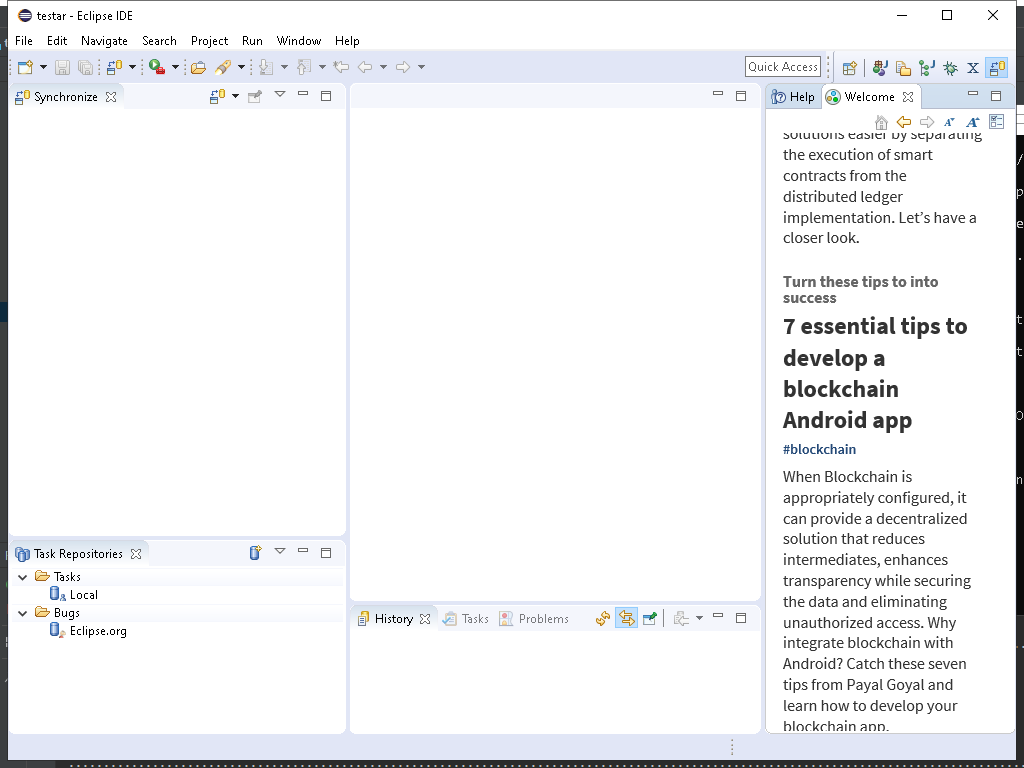 testar - Eclipse IDE
File Edit Navigate Search Project Run Window Help
Quick Access
Synchronize
Help
Welcome
solutions easier by separating
the execution of smart
contracts from the
distributed ledger
implementation. Let’s have a
closer look.
Turn these tips to into
success
7 essential tips to
develop a
blockchain
Android app
#blockchain
When Blockchain is
appropriately configured, it
can provide a decentralized
solution that reduces
intermediates, enhances
transparency while securing
the data and eliminating
unauthorized access. Why
integrate blockchain with
Android? Catch these seven
tips from Payal Goyal and
learn how to develop your
blockchain app.
Task Repositories
Tasks
Local
Bugs
Eclipse.org
History
Tasks
Problems